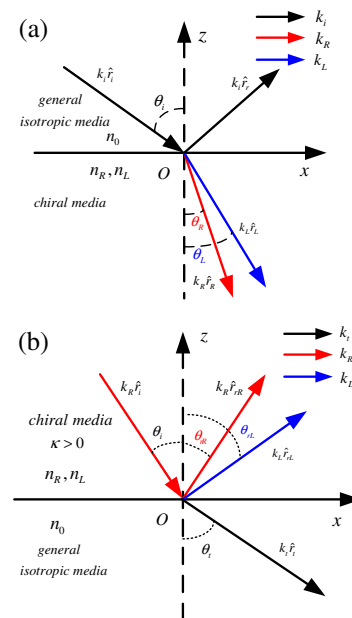 (a)
z
k_i
k_R
k_L
k_i r̂_i
k_i r̂_r
θ_i
general
isotropic media
n_0
n_R, n_L
O
x
chiral media
θ_R
k_L r̂_L
θ_L
k_R r̂_R
(b)
z
k_t
k_R
k_L
k_R r̂_i
k_R r̂_rR
chiral media
κ>0
n_R, n_L
θ_i
θ_rR
θ_rL
k_L r̂_rL
n_0
O
x
general
isotropic media
θ_t
k_t r̂_t